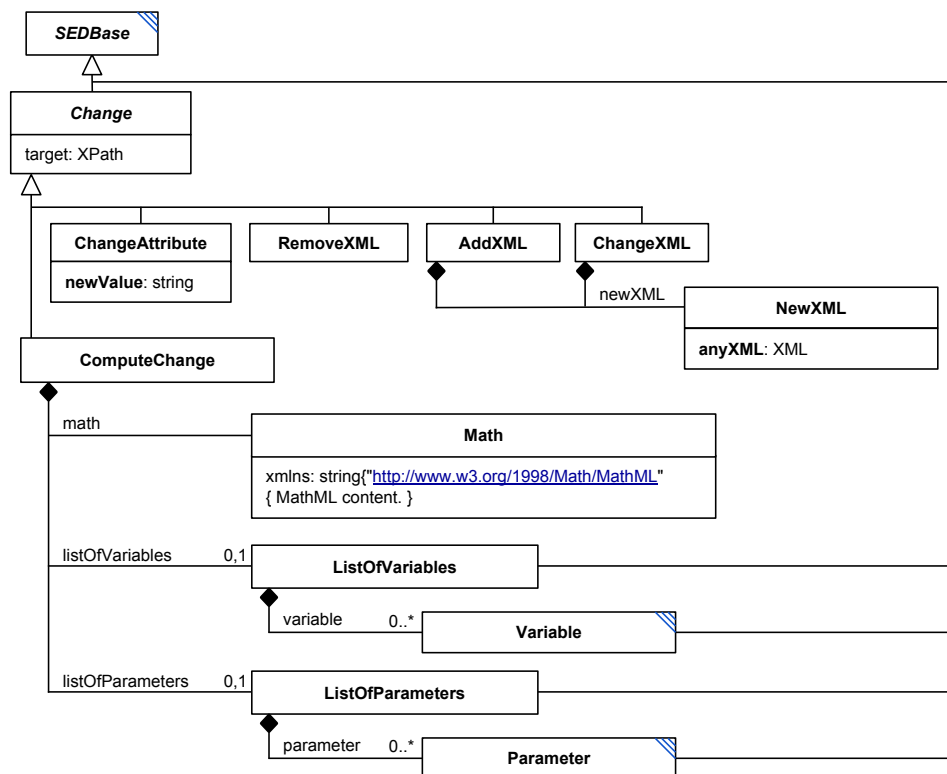 SEDBase
Change
target: XPath
ChangeAttribute
newValue: string
RemoveXML
AddXML
ChangeXML
newXML
NewXML
anyXML: XML
ComputeChange
math
Math
xmlns: string{"http://www.w3.org/1998/Math/MathML"
{ MathML content. }
listOfVariables 0,1
ListOfVariables
variable 0..*
Variable
listOfParameters 0,1
ListOfParameters
parameter 0..*
Parameter